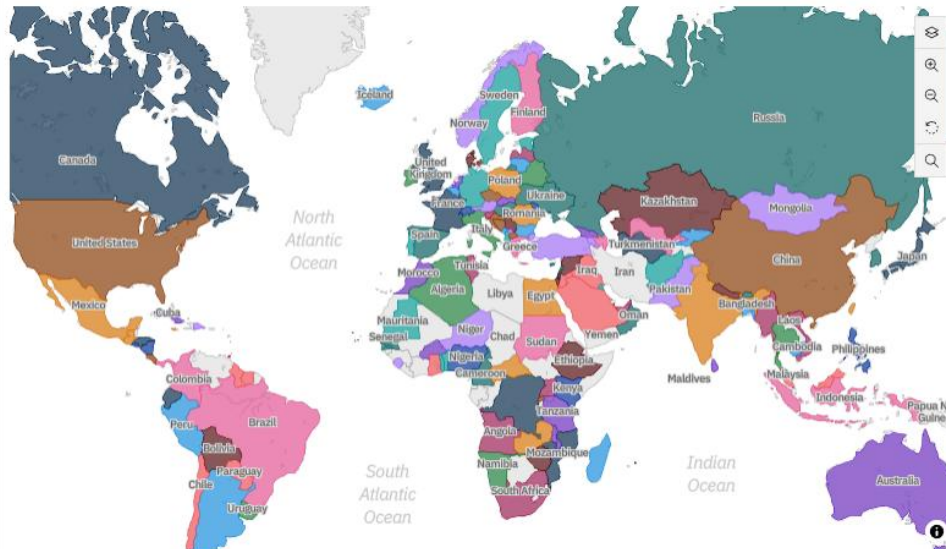 Iceland
Sweden
Finland
Norway
Russia
Canada
United
Kingdom
Poland
Ukraine
Kazakhstan
Mongolia
France
Romania
North
Atlantic
Ocean
United States
Spain
Italy
Greece
Turkmenistan
China
Japan
Morocco
Tunisia
Iraq
Iran
Algeria
Libya
Egypt
Pakistan
Mexico
Cuba
Bangladesh
Mauritania
Oman
Laos
Senegal
Niger
Chad
Sudan
Yemen
Cambodia
Philippines
Nigeria
Ethiopia
Cameroon
Malaysia
Maldives
Colombia
Kenya
Indonesia
Papua N
Guine
Tanzania
Peru
Brazil
Angola
Bolivia
Mozambique
Namibia
Indian
Ocean
Paraguay
South
Atlantic
Ocean
Chile
South Africa
Australia
Uruguay